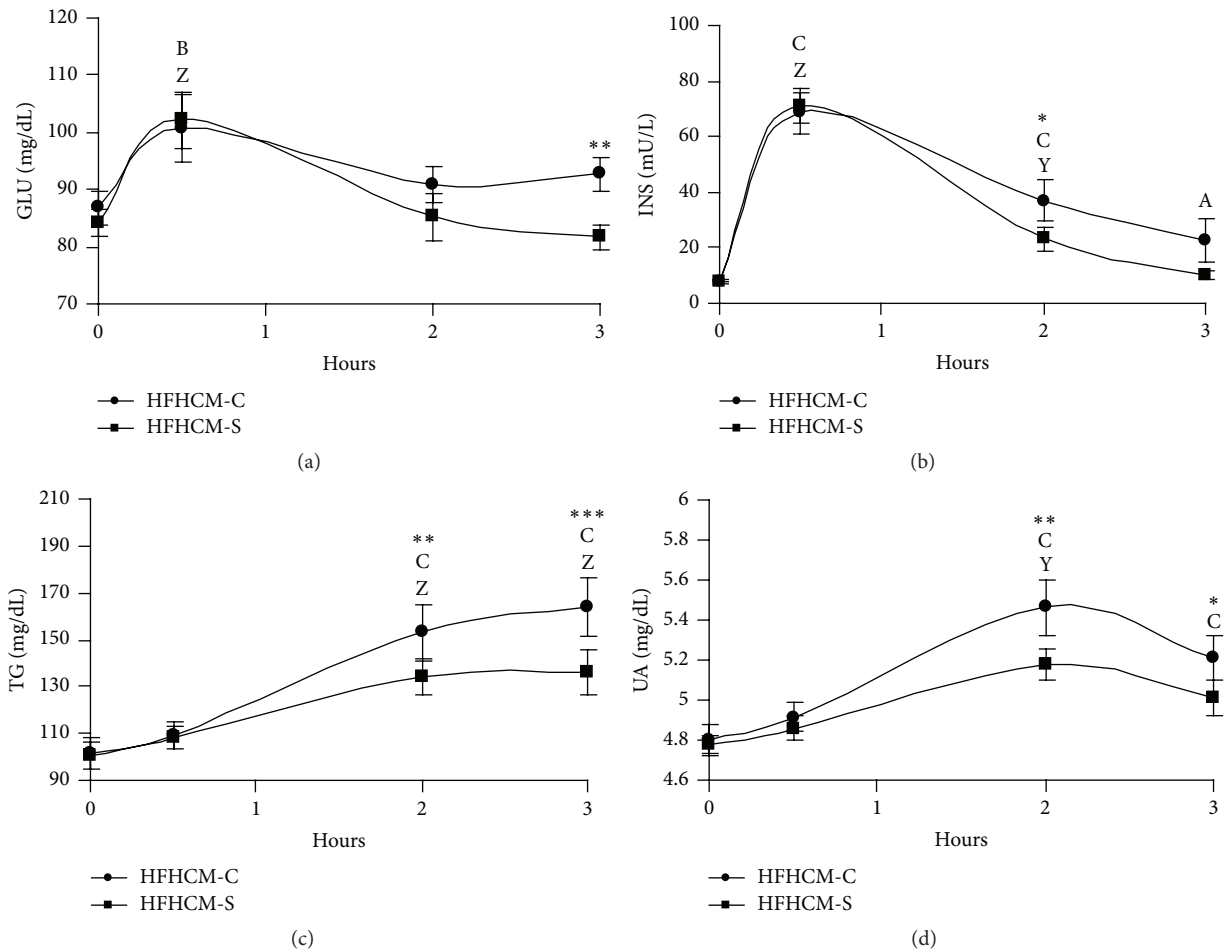 120
110
100
90
80
70
GLU (mg/dL)
B
Z
**
0
1
2
3
Hours
HFHCM-C
HFHCM-S
(a)
100
80
60
40
20
0
INS (mU/L)
C
Z
*
C
Y
A
0
1
2
3
Hours
HFHCM-C
HFHCM-S
(b)
210
190
170
150
130
110
90
TG (mg/dL)
**
C
Z
***
C
Z
0
1
2
3
Hours
HFHCM-C
HFHCM-S
(c)
6
5.8
5.6
5.4
5.2
5
4.8
4.6
UA (mg/dL)
**
C
Y
*
C
0
1
2
3
Hours
HFHCM-C
HFHCM-S
(d)